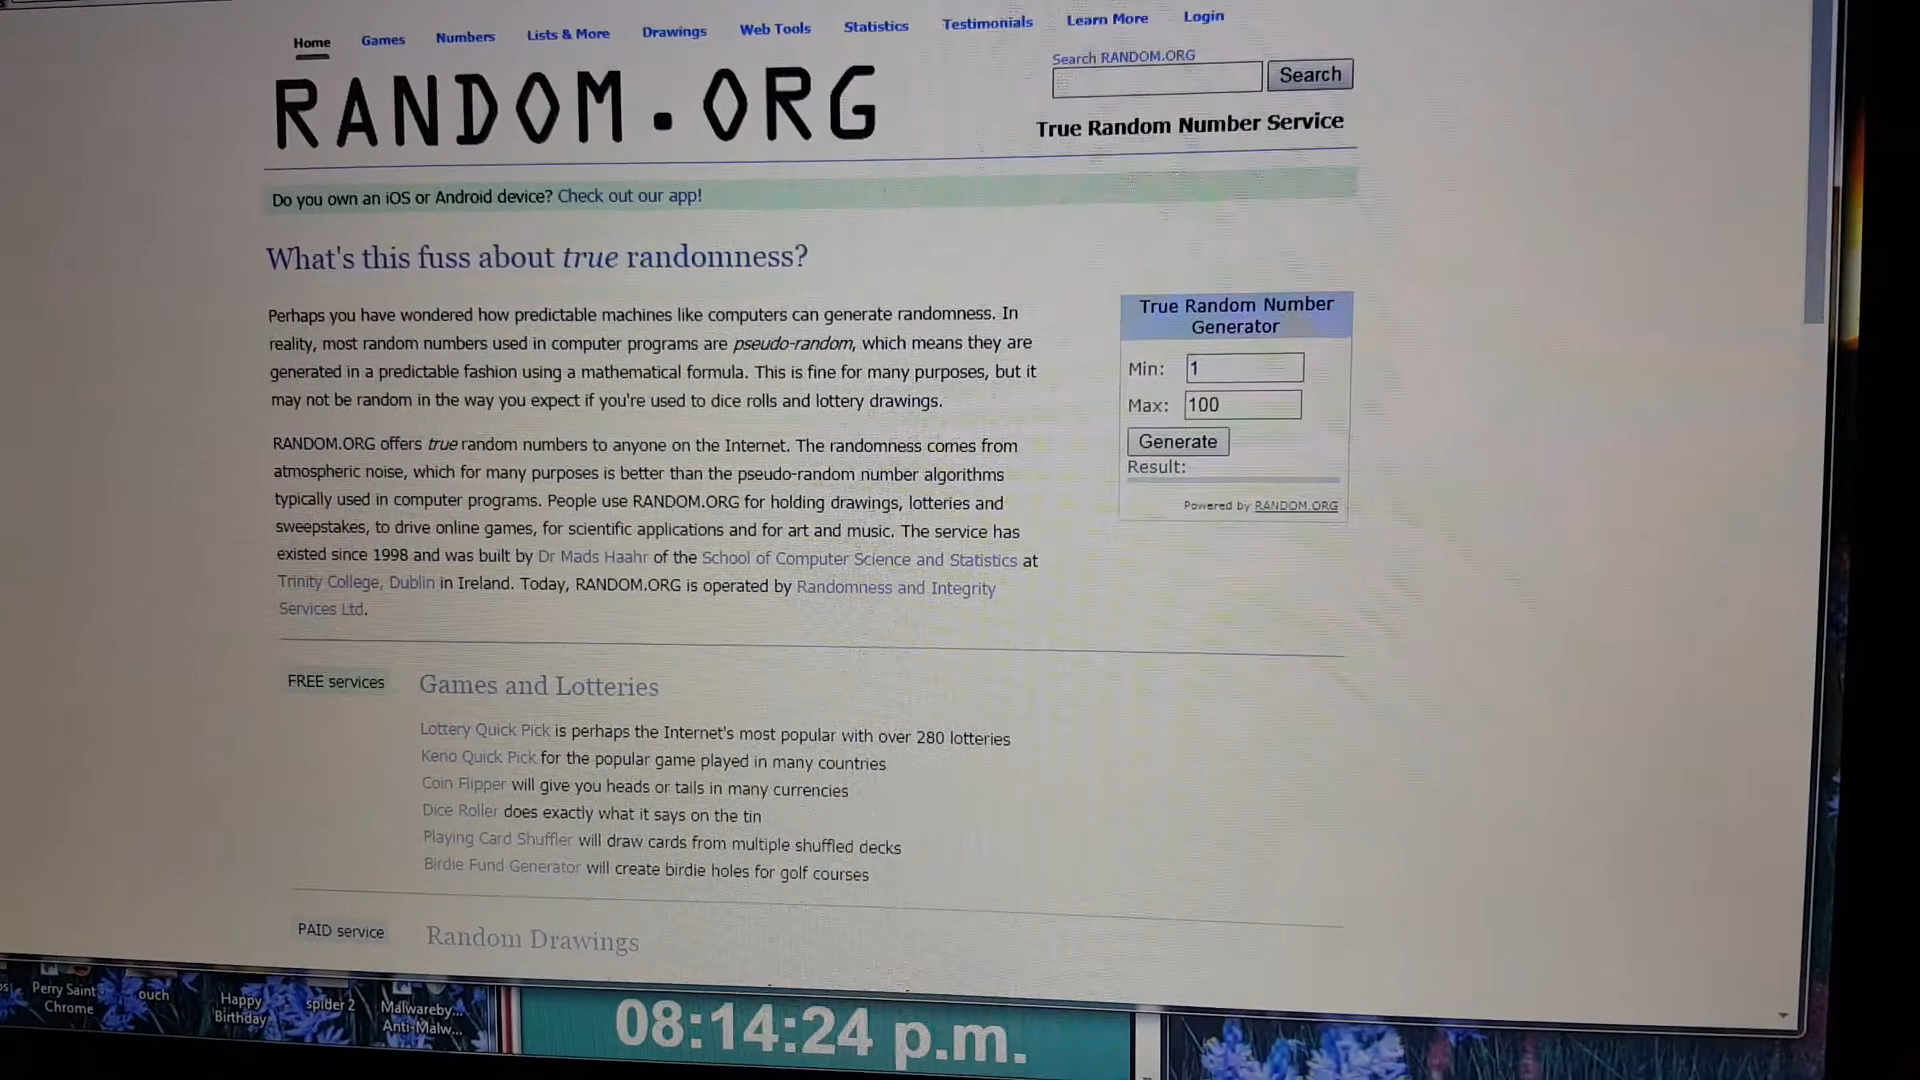 Home Games Numbers Lists & More Drawings Web Tools Statistics Testimonials Learn More Login
RANDOM.ORG
Search RANDOM.ORG
Search
True Random Number Service
Do you own an iOS or Android device? Check out our app!
What's this fuss about true randomness?
Perhaps you have wondered how predictable machines like computers can generate randomness. In
reality, most random numbers used in computer programs are pseudo-random, which means they are
generated in a predictable fashion using a mathematical formula. This is fine for many purposes, but it
may not be random in the way you expect if you're used to dice rolls and lottery drawings.
RANDOM.ORG offers true random numbers to anyone on the Internet. The randomness comes from
atmospheric noise, which for many purposes is better than the pseudo-random number algorithms
typically used in computer programs. People use RANDOM.ORG for holding drawings, lotteries and
sweepstakes, to drive online games, for scientific applications and for art and music. The service has
existed since 1998 and was built by Dr Mads Haahr of the School of Computer Science and Statistics at
Trinity College, Dublin in Ireland. Today, RANDOM.ORG is operated by Randomness and Integrity
Services Ltd.
True Random Number
Generator
Min: 1
Max: 100
Generate
Result:
Powered by RANDOM.ORG
FREE services
Games and Lotteries
Lottery Quick Pick is perhaps the Internet's most popular with over 280 lotteries
Keno Quick Pick for the popular game played in many countries
Coin Flipper will give you heads or tails in many currencies
Dice Roller does exactly what it says on the tin
Playing Card Shuffler will draw cards from multiple shuffled decks
Birdie Fund Generator will create birdie holes for golf courses
PAID service
Random Drawings
Perry Saint
Chrome
ouch
Happy
Birthday
spider 2
Malwareby...
Anti-Malw...
08:14:24 p.m.